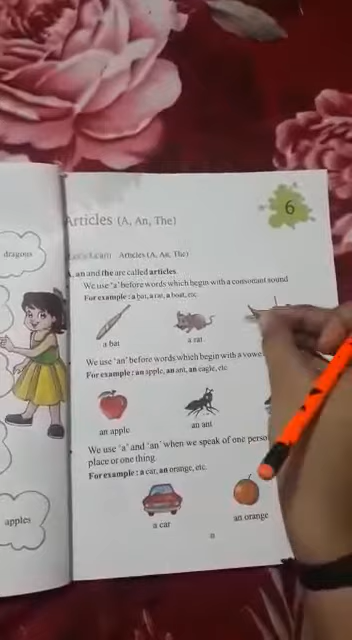 6
Articles (A, An, The)
dragons
Let's Learn Articles (A, An, The)
A, an and the are called articles.
We use 'a' before words which begin with a consonant sound
For example : a bat, a rat, a boat, etc.
a bat
a rat
We use 'an' before words which begin with a
For example : an apple, an ant, an eagle, etc
an apple
an ant
We use 'a' and 'an' when we speak of one
place or one thing.
For example : a car, an orange, etc.
apples
a car
an orange